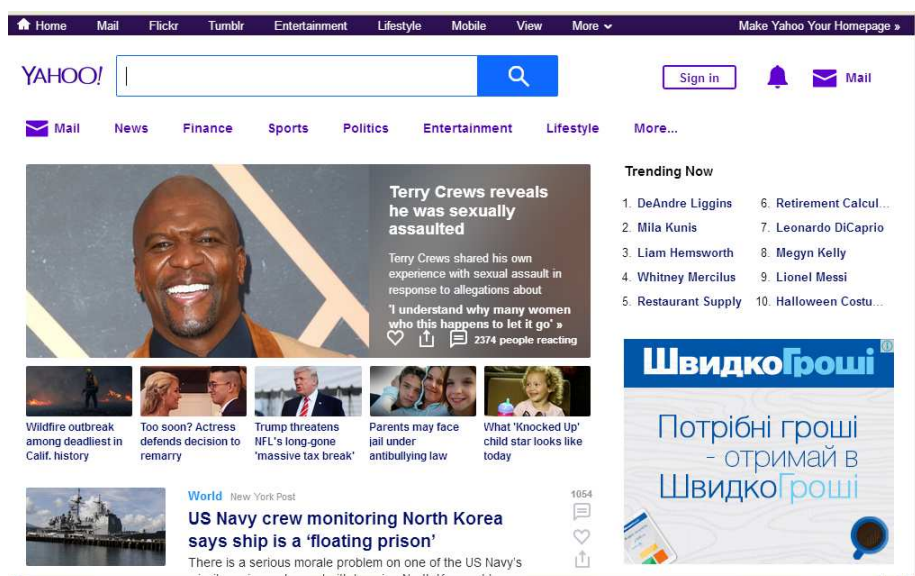 Home Mail Flickr Tumblr Entertainment Lifestyle Mobile View More Make Yahoo Your Homepage »
YAHOO!
Sign in Mail
Mail News Finance Sports Politics Entertainment Lifestyle More...
Terry Crews reveals
he was sexually
assaulted
Terry Crews shared his own
experience with sexual assault in
response to allegations about
'I understand why many women
who this happens to let it go' »
2374 people reacting
Wildfire outbreak
among deadliest in
Calif. history
Too soon? Actress
defends decision to
remarry
Trump threatens
NFL's long-gone
'massive tax break'
Parents may face
jail under
antibullying law
What 'Knocked Up'
child star looks like
today
World New York Post
US Navy crew monitoring North Korea
says ship is a 'floating prison'
There is a serious morale problem on one of the US Navy's
1054
Trending Now
1. DeAndre Liggins
2. Mila Kunis
3. Liam Hemsworth
4. Whitney Mercilus
5. Restaurant Supply
6. Retirement Calcul...
7. Leonardo DiCaprio
8. Megyn Kelly
9. Lionel Messi
10. Halloween Costu...
ШвидкоГроші
Потрібні гроші
- отримай в
ШвидкоГроші